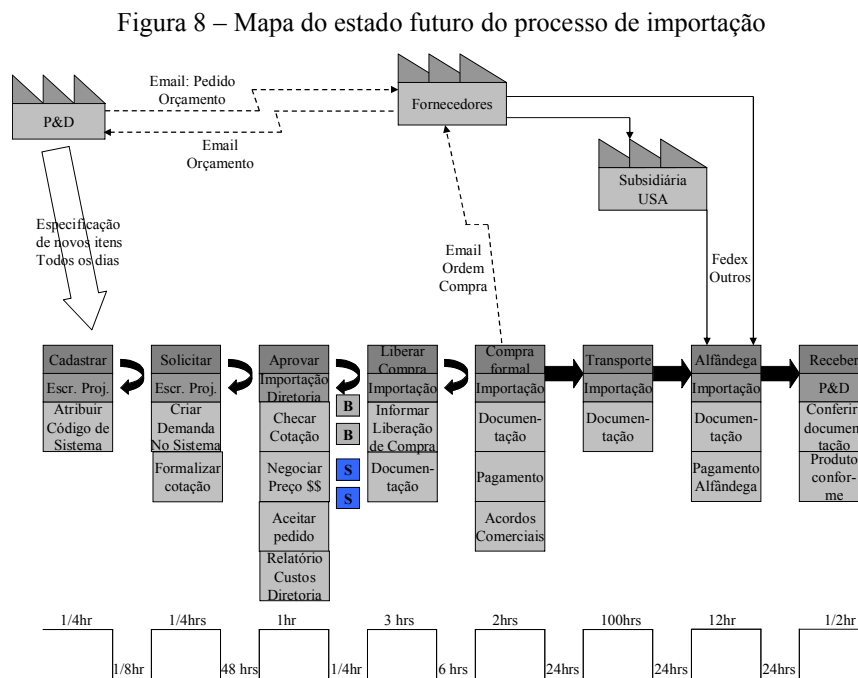 Figura 8 – Mapa do estado futuro do processo de importação
Email: Pedido
Orçamento
P&D
Fornecedores
Email
Orçamento
Subsidiária
USA
Especificação
de novos itens
Todos os dias
Email
Ordem
Compra
Fedex
Outros
Cadastrar
Escr. Proj.
Atribuir
Código de
Sistema
Solicitar
Escr. Proj.
Criar
Demanda
No Sistema
Formalizar
cotação
Aprovar
Importação
Diretoria
Checar
Cotação
Negociar
Preço $$
Aceitar
pedido
Relatório
Custos
Diretoria
B
B
S
S
Liberar
Compra
Importação
Informar
Liberação
de Compra
Documen-
tação
Compra
formal
Importação
Documen-
tação
Pagamento
Acordos
Comerciais
Transporte
Importação
Documen-
tação
Alfândega
Importação
Documen-
tação
Pagamento
Alfândega
Receber
P&D
Conferir
documen
tação
Produto
confor-
me
1/4hr
1/4hrs
1hr
3 hrs
2hrs
100hrs
12hr
1/2hr
1/8hr
48 hrs
1/4hr
6 hrs
24hrs
24hrs
24hrs